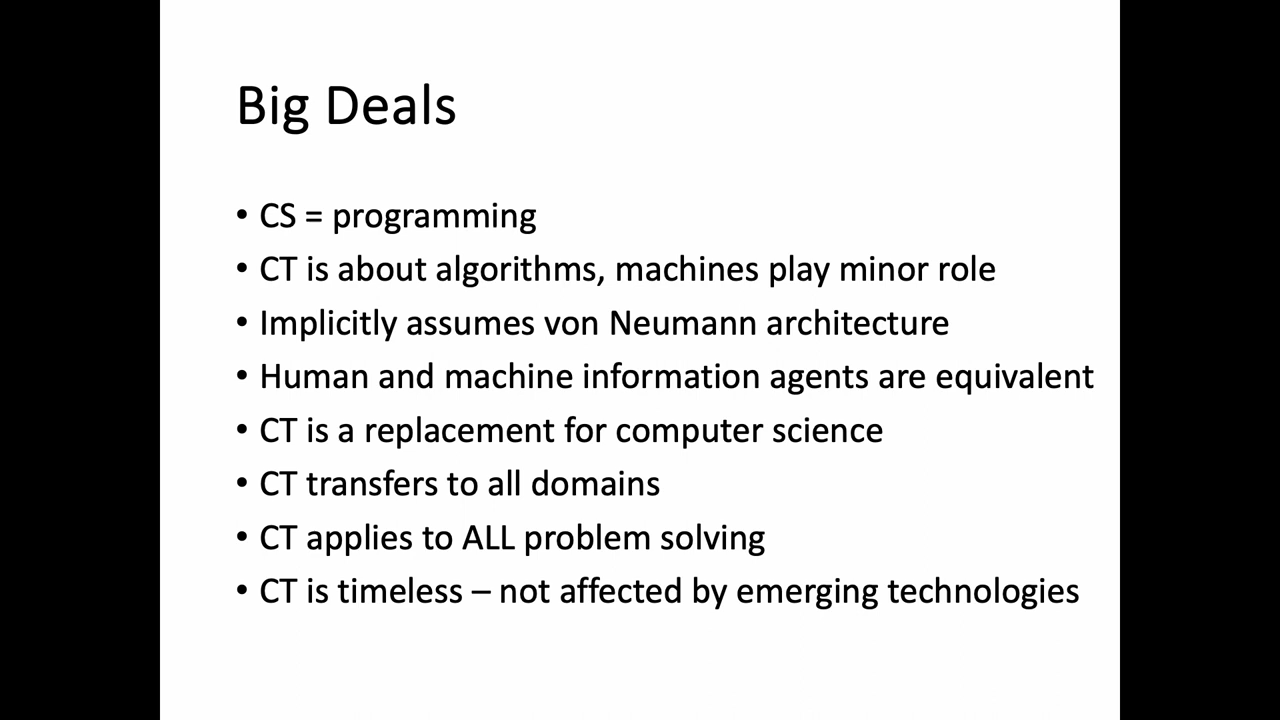 Big Deals
• CS = programming
• CT is about algorithms, machines play minor role
• Implicitly assumes von Neumann architecture
• Human and machine information agents are equivalent
• CT is a replacement for computer science
• CT transfers to all domains
• CT applies to ALL problem solving
• CT is timeless – not affected by emerging technologies